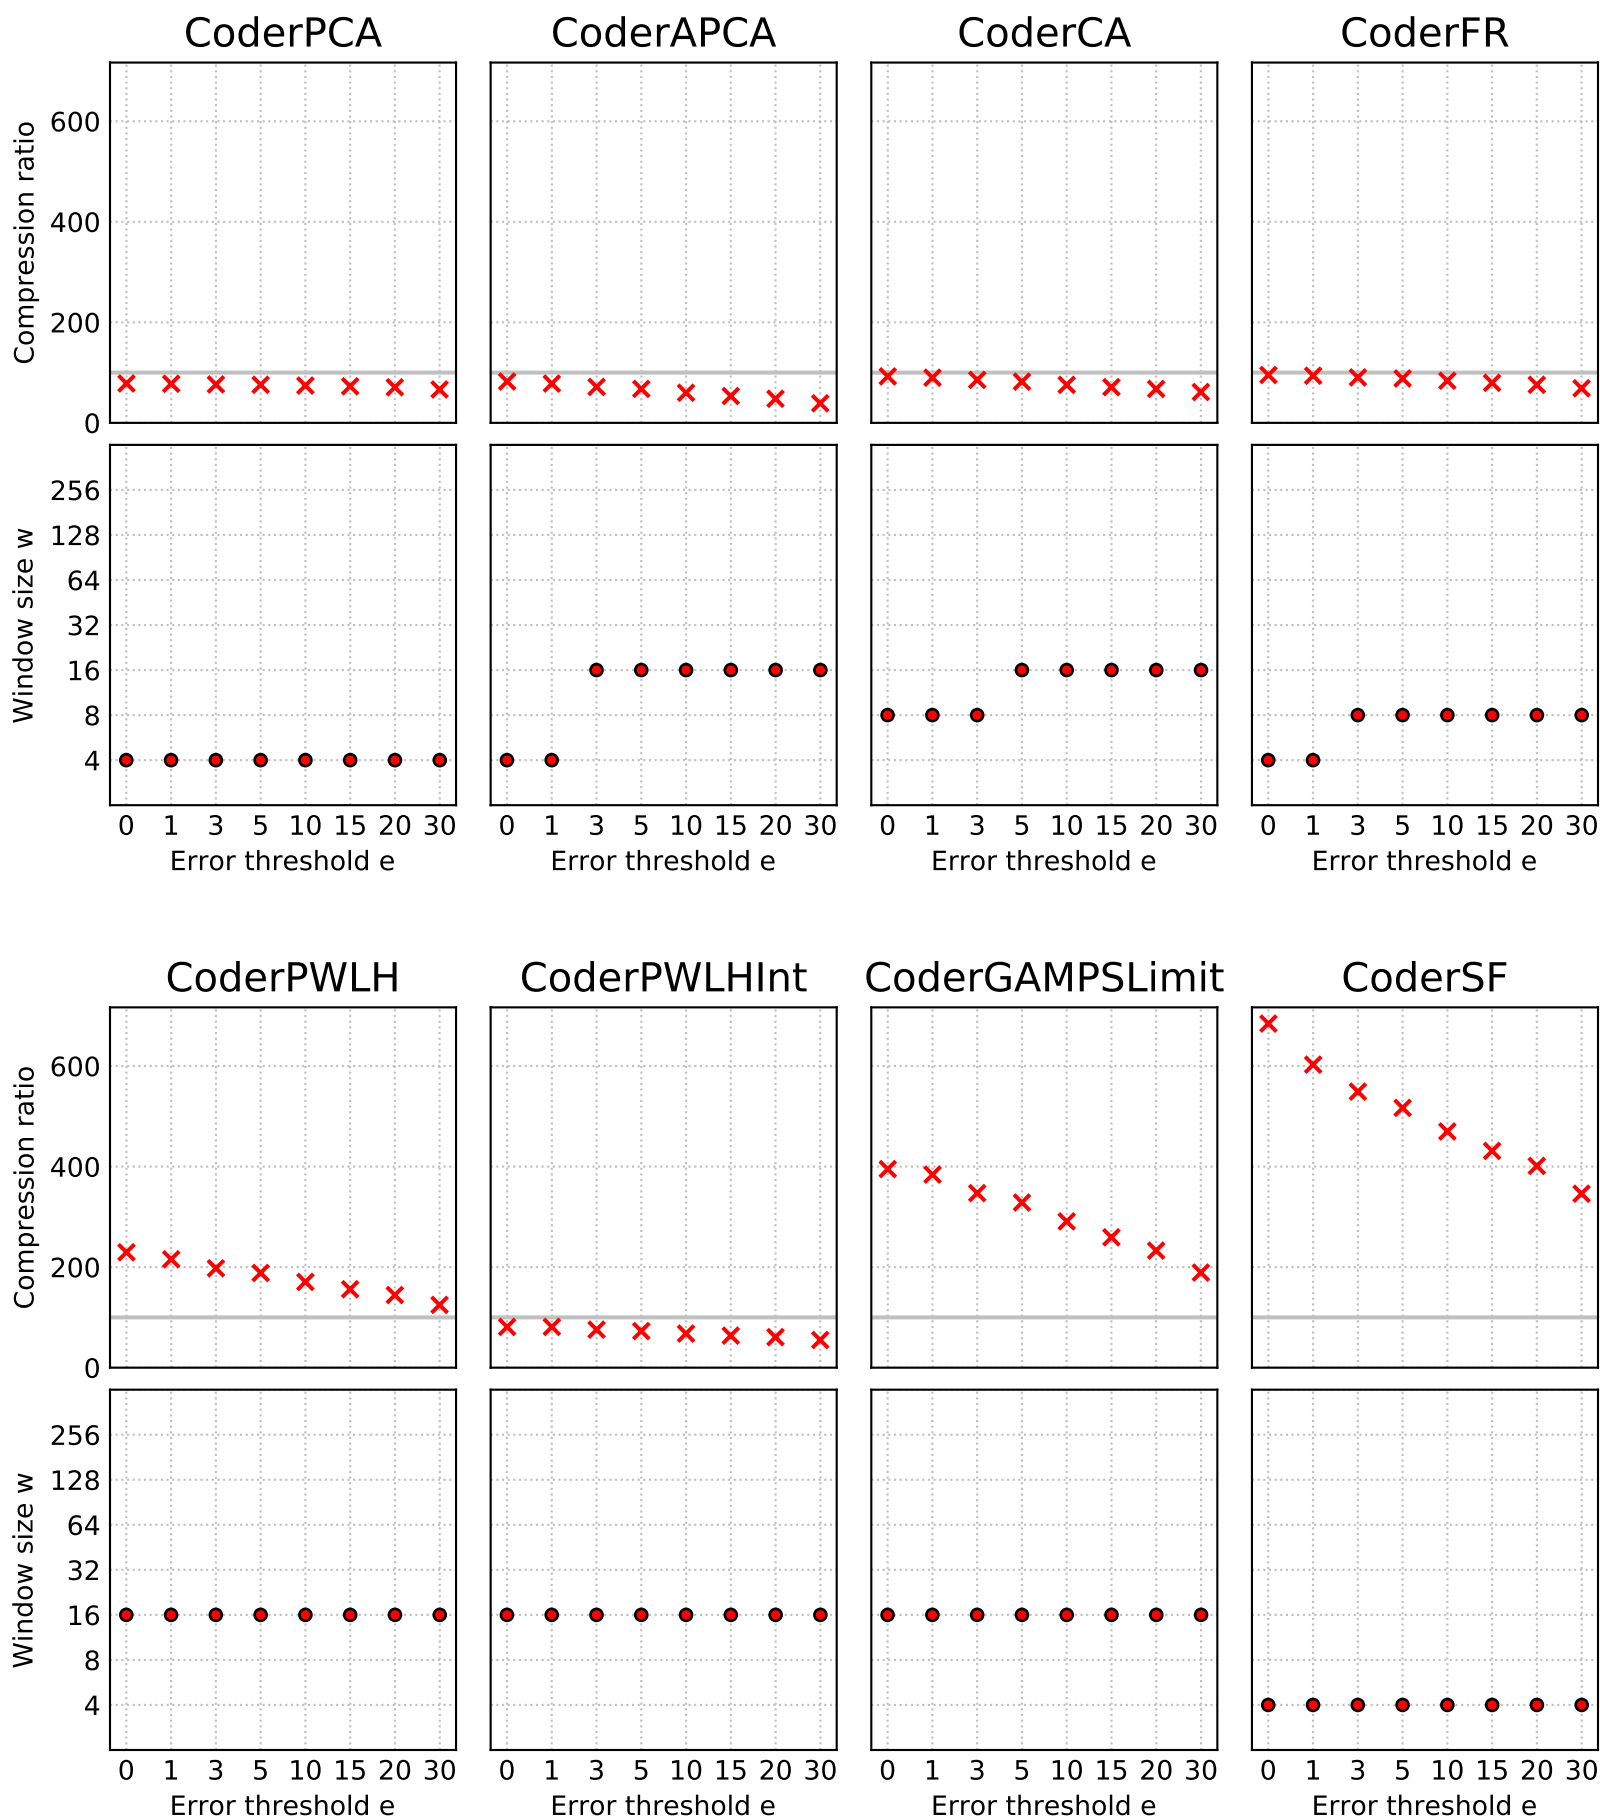 CoderPCA CoderAPCA CoderCA CoderFR
Compression ratio
600
400
200
0
Window size w
256
128
64
32
16
8
4
0 1 3 5 10 15 20 30 0 1 3 5 10 15 20 30 0 1 3 5 10 15 20 30 0 1 3 5 10 15 20 30
Error threshold e Error threshold e Error threshold e Error threshold e
CoderPWLH CoderPWLHInt CoderGAMPSLimit CoderSF
Compression ratio
600
400
200
0
Window size w
256
128
64
32
16
8
4
0 1 3 5 10 15 20 30 0 1 3 5 10 15 20 30 0 1 3 5 10 15 20 30 0 1 3 5 10 15 20 30
Error threshold e Error threshold e Error threshold e Error threshold e